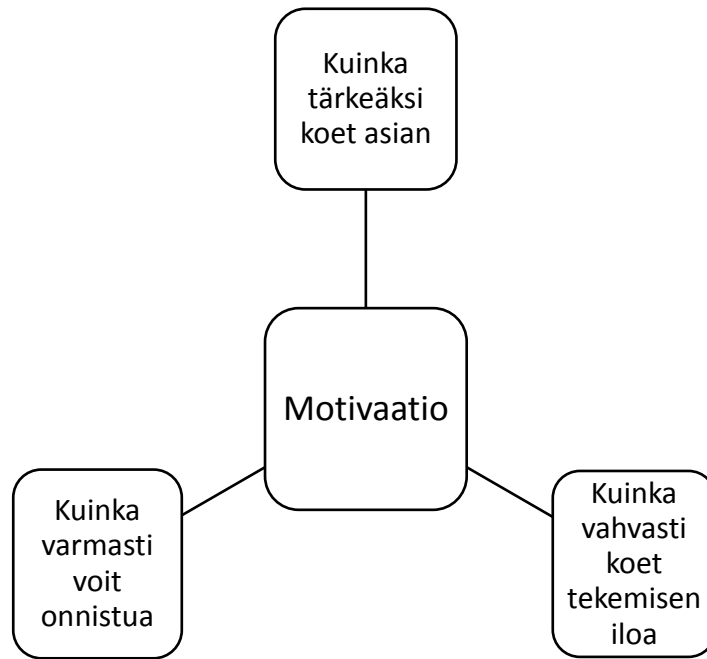 Kuinka
tärkeäksi
koet asian
Motivaatio
Kuinka
varmasti
voit
onnistua
Kuinka
vahvasti
koet
tekemisen
iloa